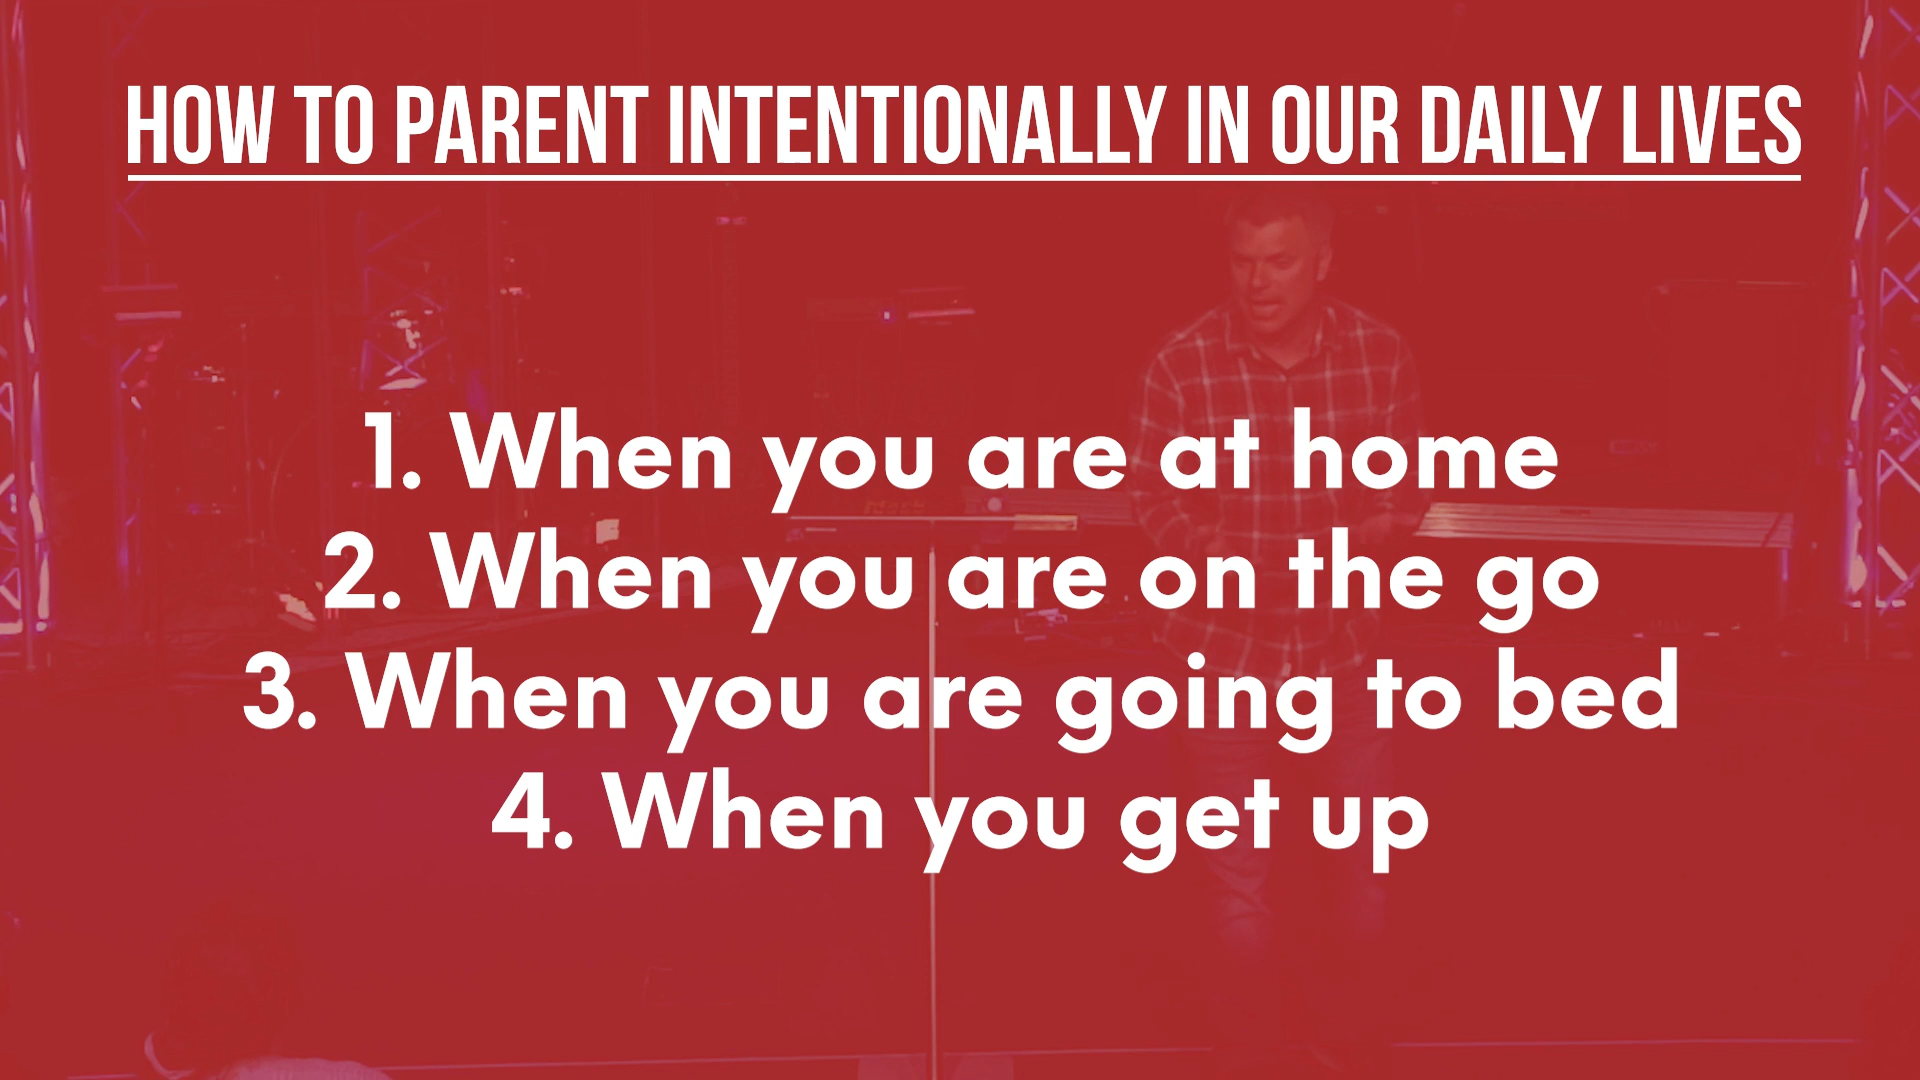 HOW TO PARENT INTENTIONALLY IN OUR DAILY LIVES
1. When you are at home
2. When you are on the go
3. When you are going to bed
4. When you get up